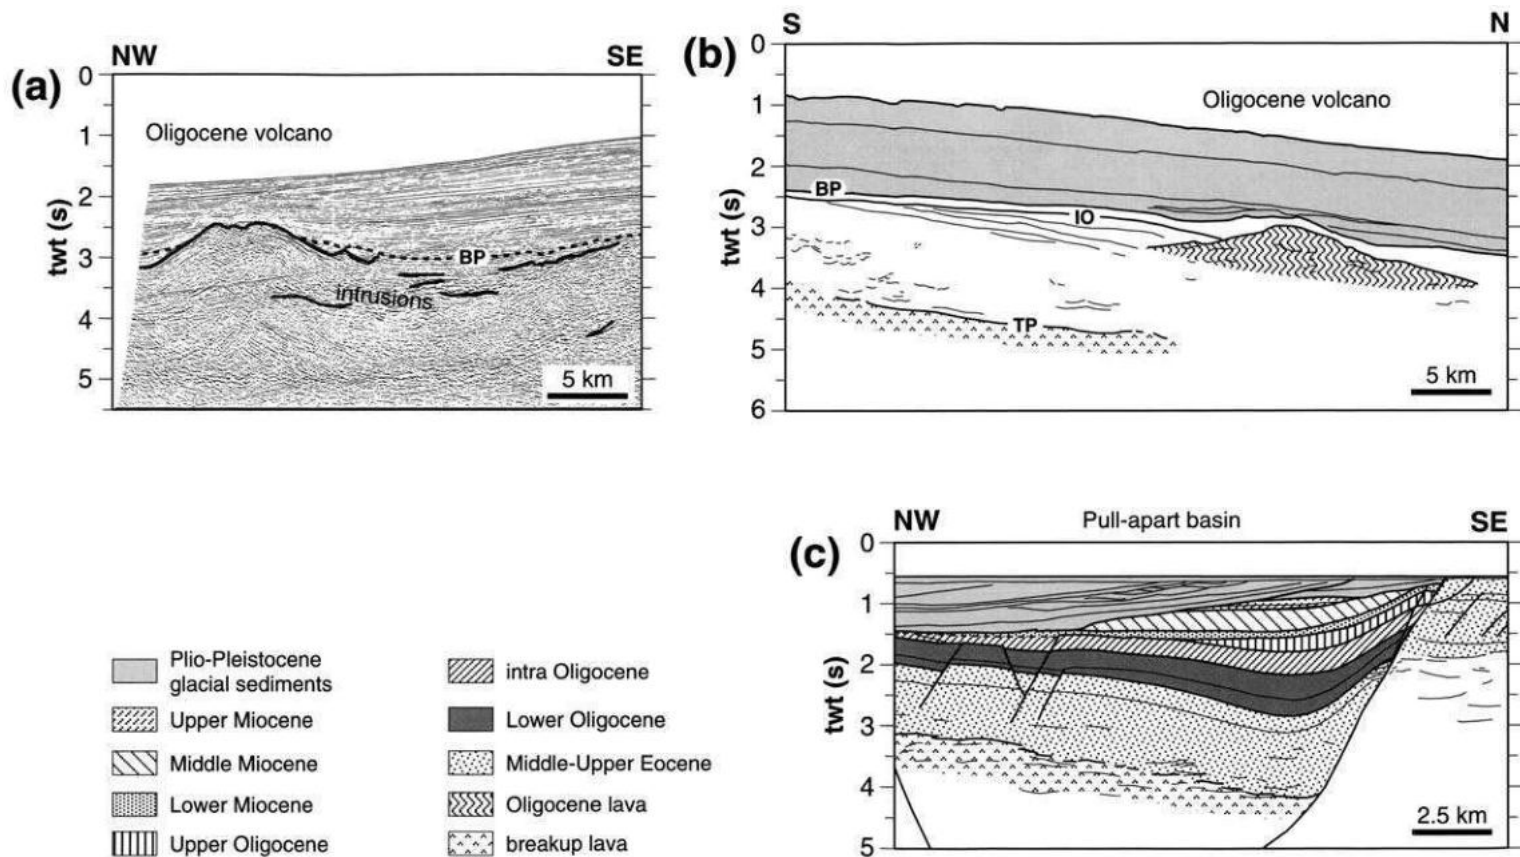 (a)
NW
SE
0
1
2
3
4
5
twt (s)
Oligocene volcano
BP
intrusions
5 km
(b)
S
N
0
1
2
3
4
5
6
twt (s)
Oligocene volcano
BP
IO
TP
5 km
(c)
NW
Pull-apart basin
SE
0
1
2
3
4
5
twt (s)
2.5 km
Plio-Pleistocene
glacial sediments
Upper Miocene
Middle Miocene
Lower Miocene
Upper Oligocene
intra Oligocene
Lower Oligocene
Middle-Upper Eocene
Oligocene lava
breakup lava